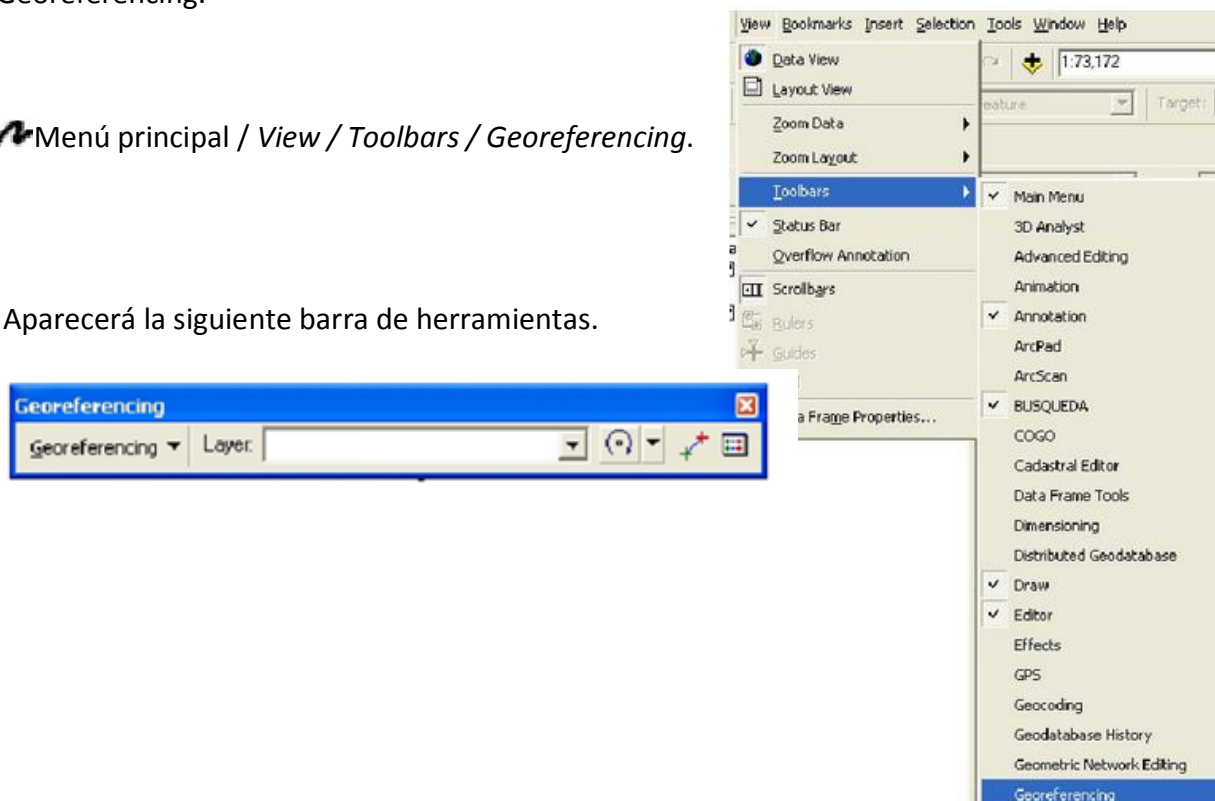 Georeferencing.
Menú principal / View / Toolbars / Georeferencing.
Aparecerá la siguiente barra de herramientas.
Georeferencing
Georeferencing Layer:
View Bookmarks Insert Selection Tools Window Help
Data View
1:73,172
Layout View
eature Target:
Zoom Data
Zoom Layout
Toolbars
Status Bar
Overflow Annotation
Scrollbars
Rulers
Guides
a Frame Properties...
Main Menu
3D Analyst
Advanced Editing
Animation
Annotation
ArcPad
ArcScan
BUSQUEDA
COGO
Cadastral Editor
Data Frame Tools
Dimensioning
Distributed Geodatabase
Draw
Editor
Effects
GPS
Geocoding
Geodatabase History
Geometric Network Editing
Georeferencing